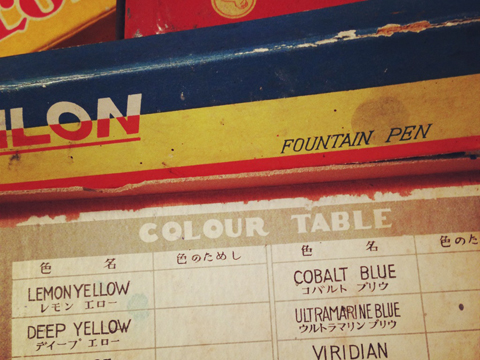 ILON
FOUNTAIN PEN
COLOUR TABLE
色 名
色のためし
色 名
色のた
LEMON YELLOW
レモン エロー
COBALT BLUE
コバルト ブリウ
DEEP YELLOW
ディープ エロー
ULTRAMARINE BLUE
ウルトラマリン ブリウ
VIRIDIAN